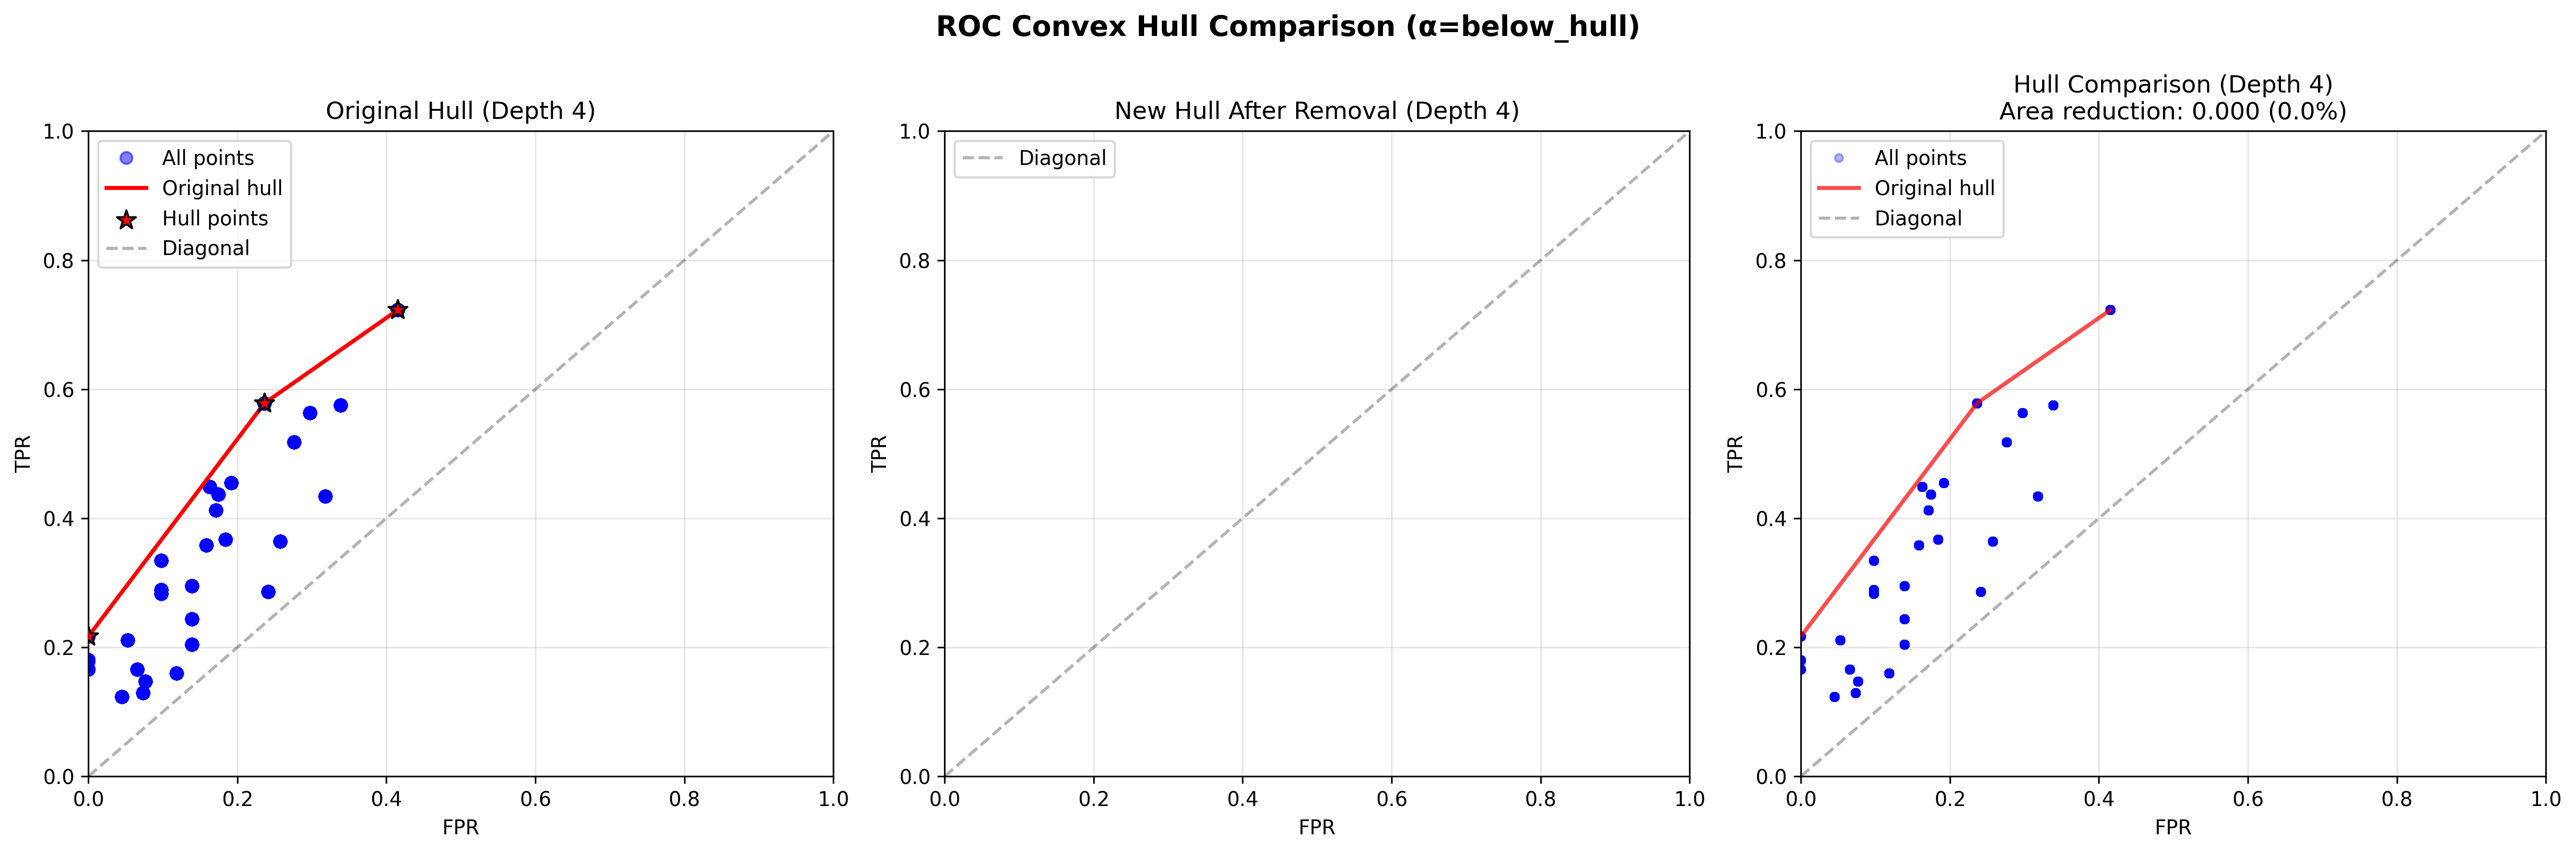 ROC Convex Hull Comparison (α=below_hull)
Original Hull (Depth 4)
1.0
0.8
0.6
0.4
0.2
0.0
TPR
All points
Original hull
Hull points
Diagonal
0.0 0.2 0.4 0.6 0.8 1.0
FPR
New Hull After Removal (Depth 4)
1.0
0.8
0.6
0.4
0.2
0.0
TPR
Diagonal
0.0 0.2 0.4 0.6 0.8 1.0
FPR
Hull Comparison (Depth 4)
Area reduction: 0.000 (0.0%)
1.0
0.8
0.6
0.4
0.2
0.0
TPR
All points
Original hull
Diagonal
0.0 0.2 0.4 0.6 0.8 1.0
FPR